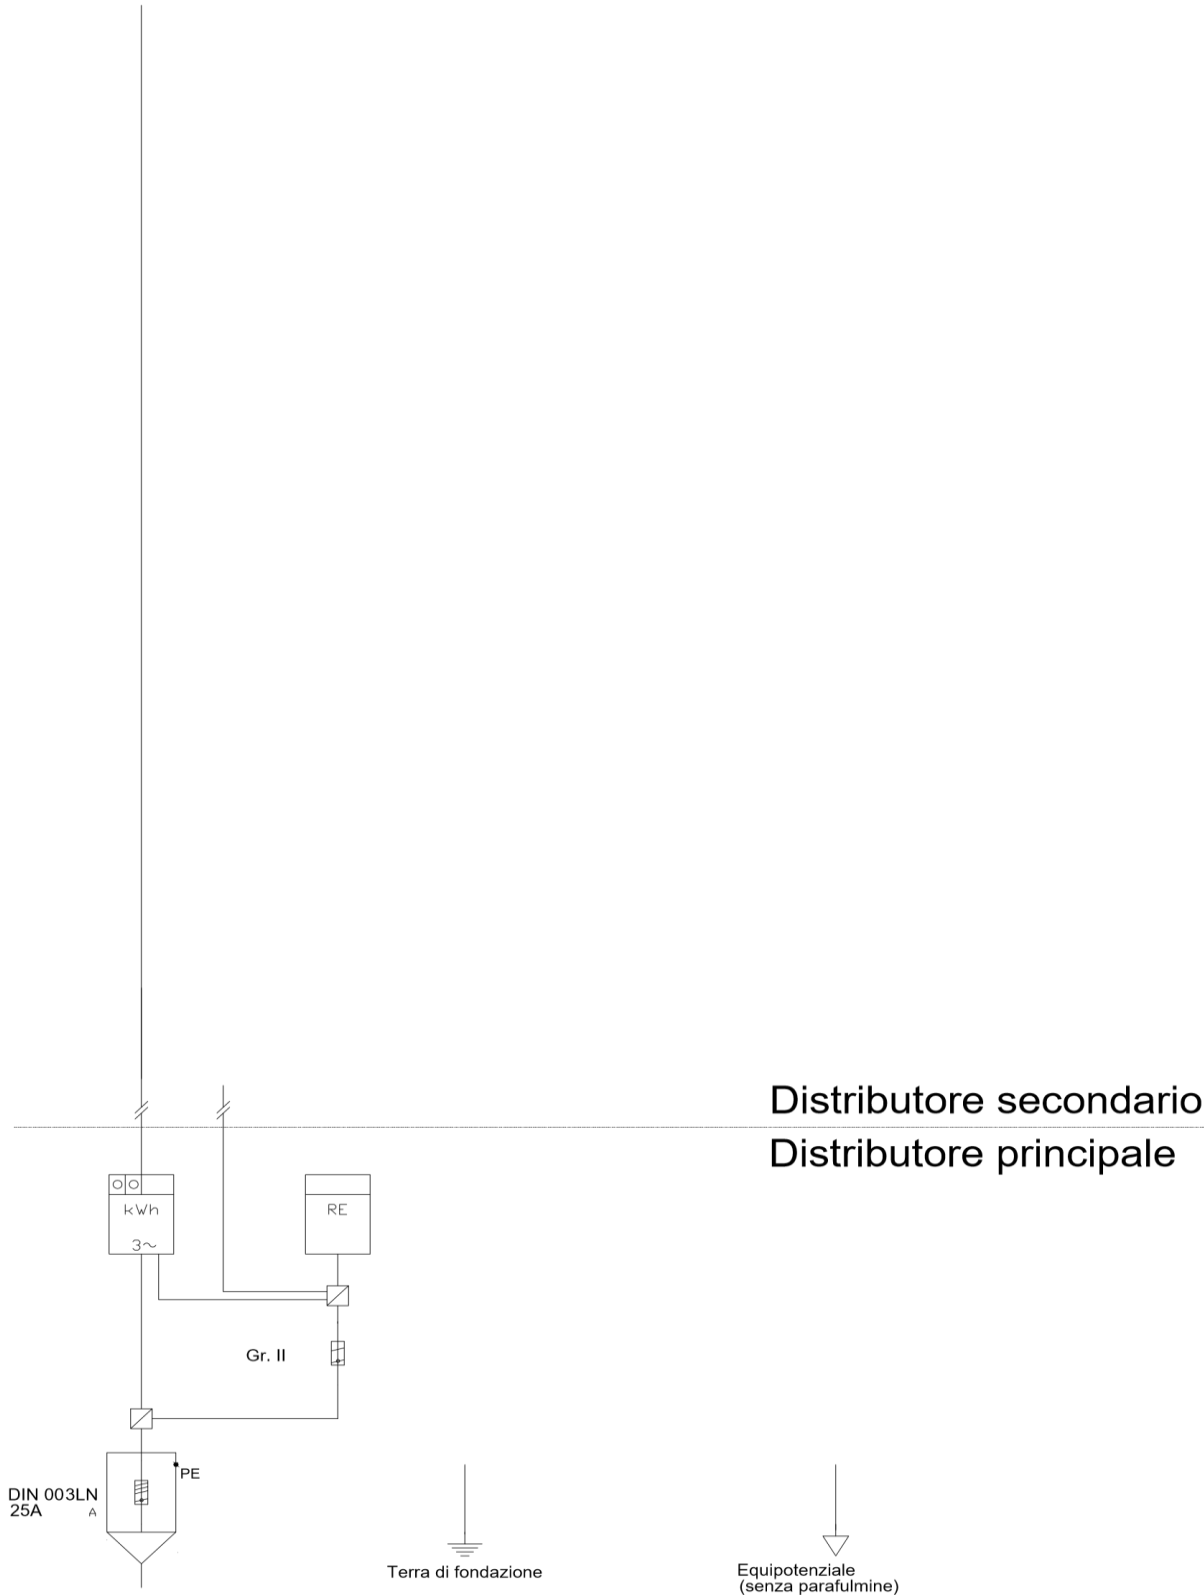 Distributore secondario
Distributore principale
kWh
3~
RE
Gr. II
PE
DIN 003LN
25A A
Terra di fondazione
Equipotenziale
(senza parafulmine)